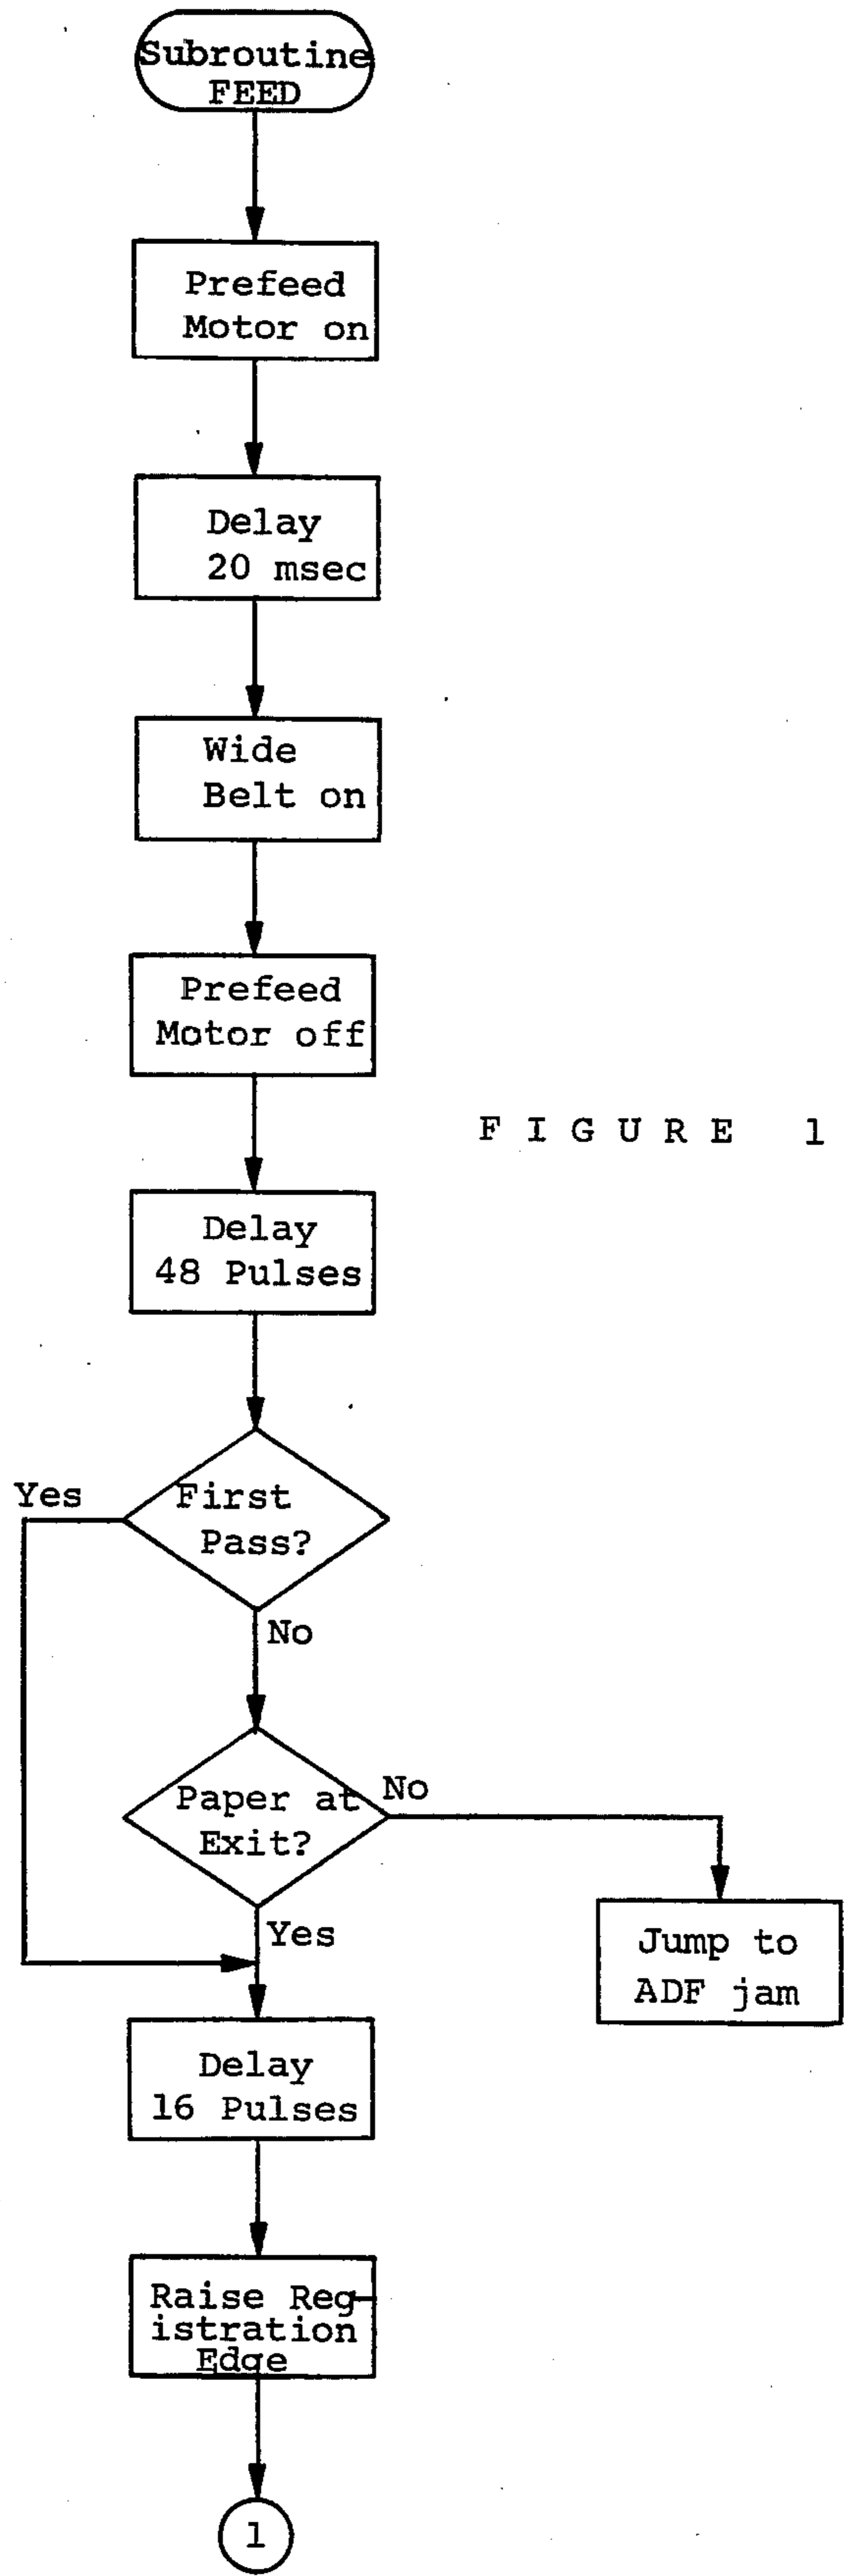 Subroutine
FEED
Prefeed
Motor on
Delay
20 msec
Wide
Belt on
Prefeed
Motor off
FIGURE 1
Delay
48 Pulses
Yes
First
Pass?
No
Paper at
Exit?
No
Yes
Jump to
ADF jam
Delay
16 Pulses
Raise Reg-
istration
Edge
1